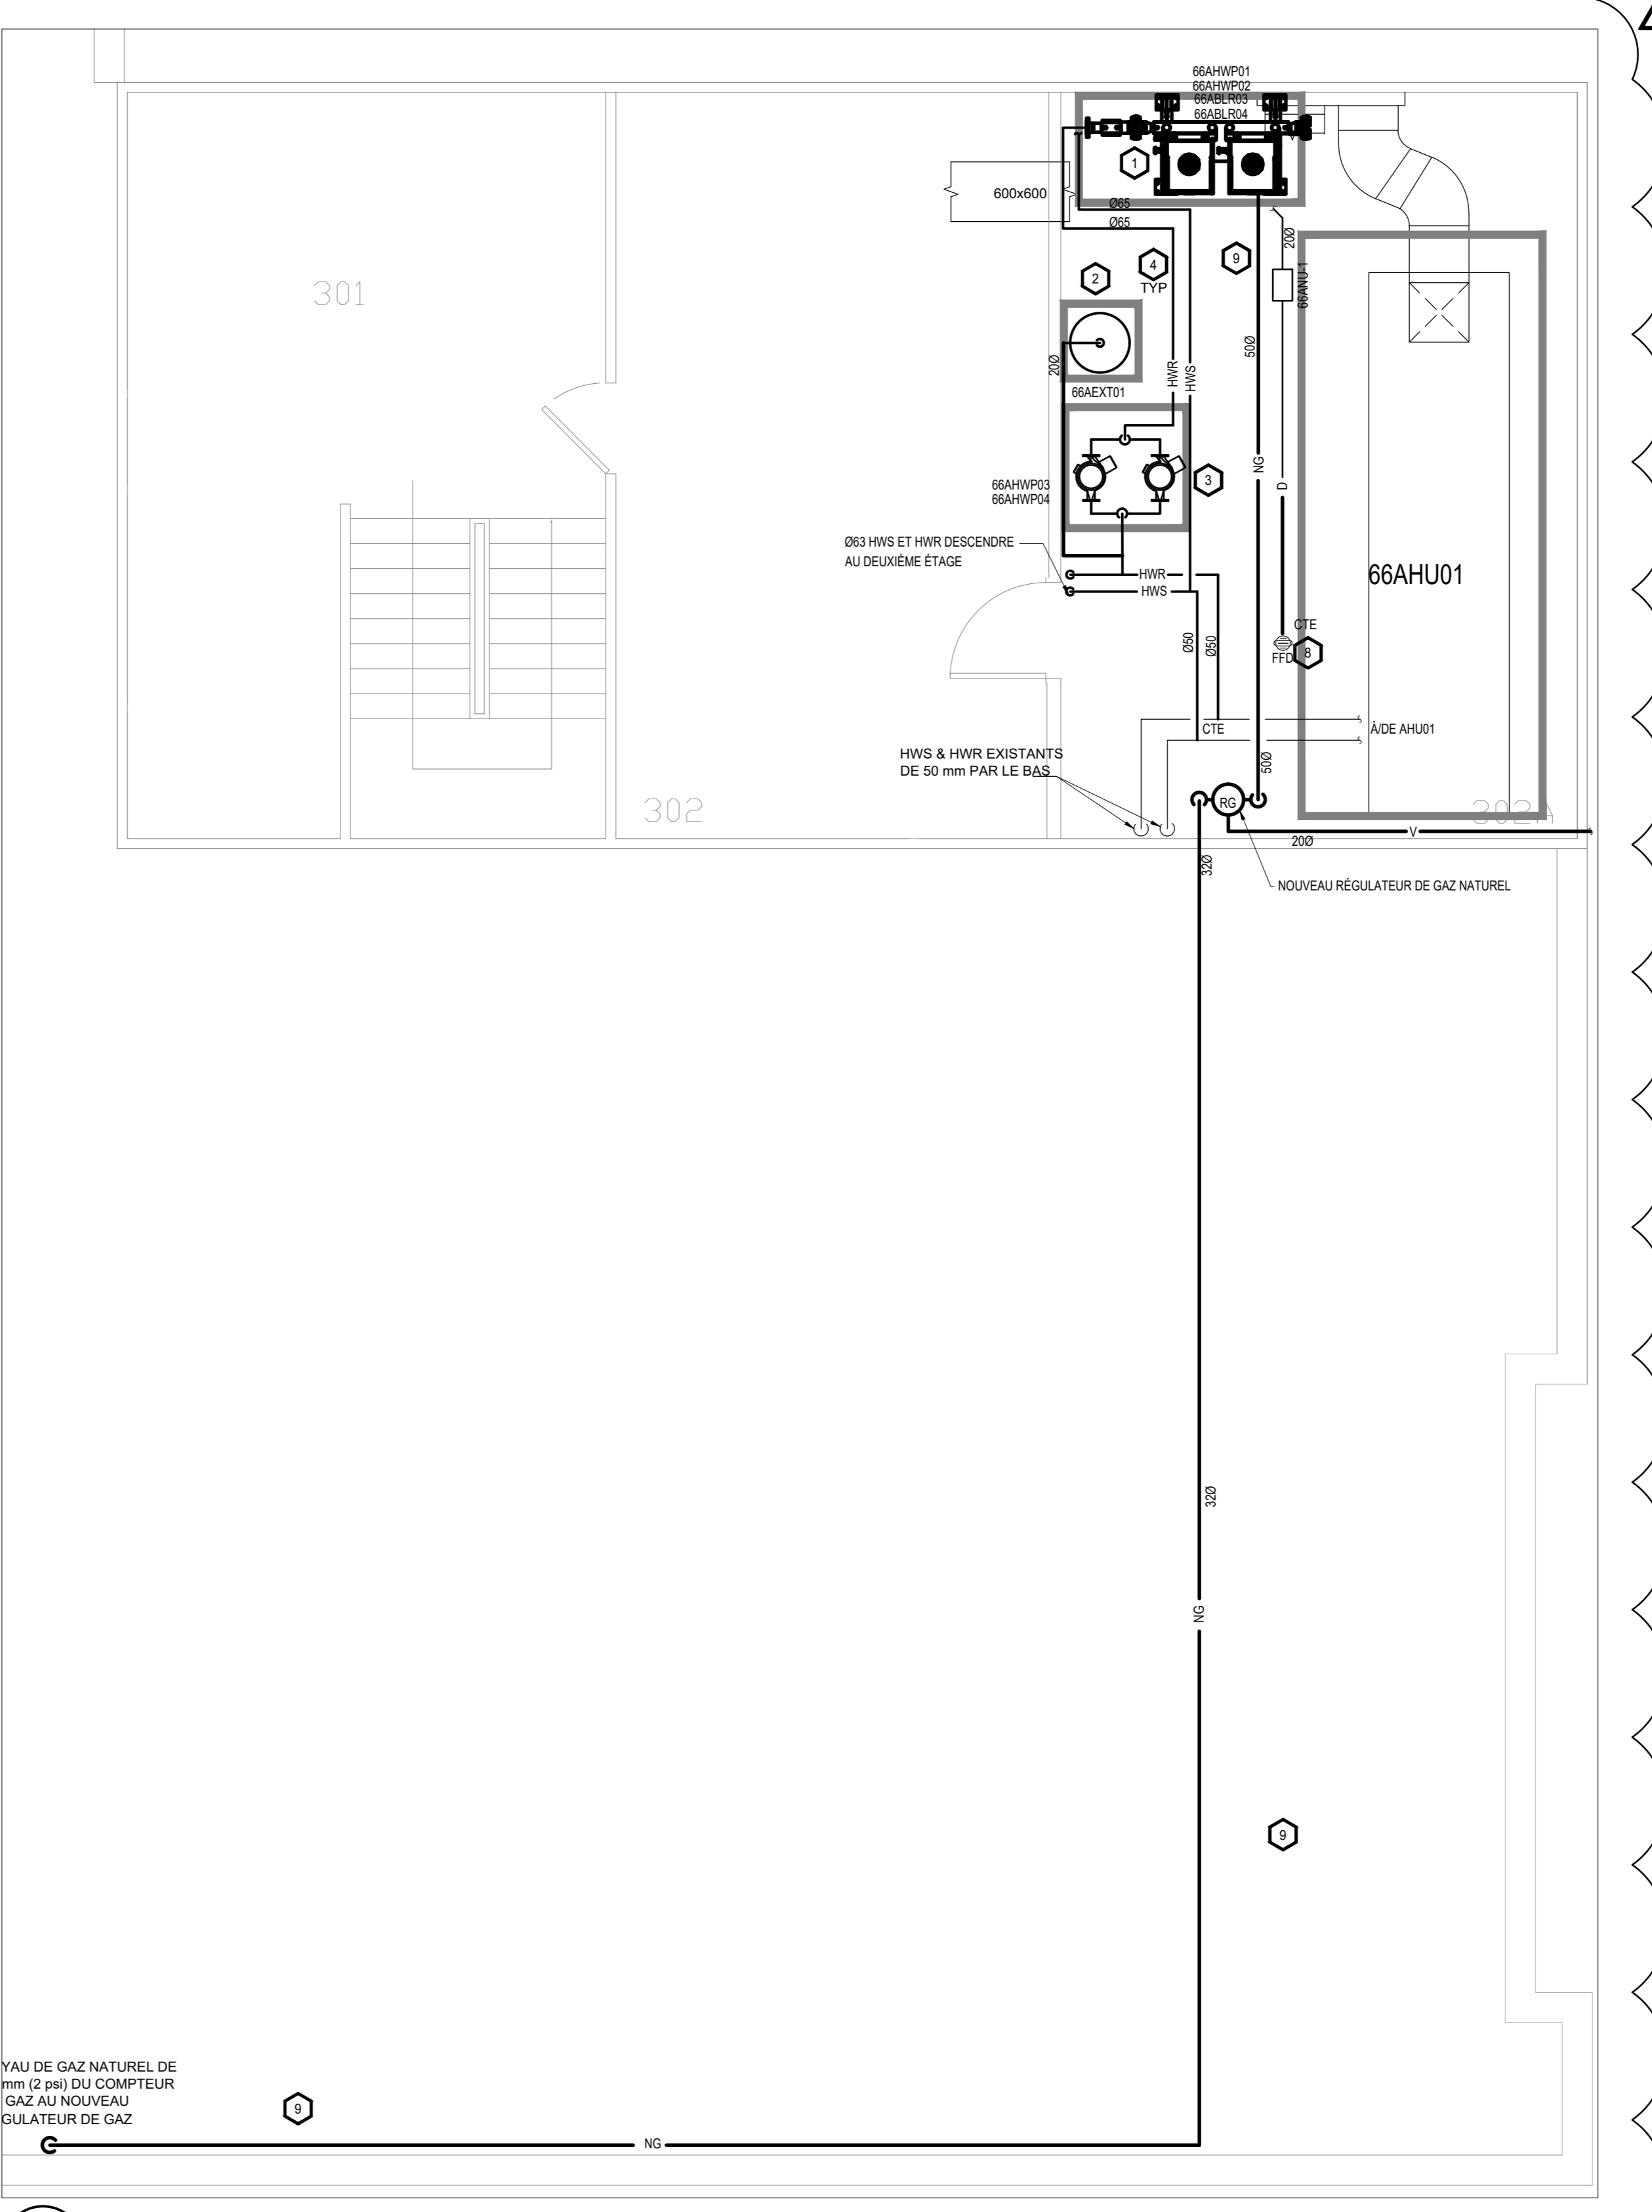 66AHWP01
66AHWP02
66ABLR03
66ABLR04
1
600x600
Ø65
Ø65
2
4
TYP
9
20Ø
66ANU-1
301
20Ø
66AEXT01
HWR
HWS
50Ø
NG
D
66AHWP03
66AHWP04
3
Ø63 HWS ET HWR DESCENDRE
AU DEUXIÈME ÉTAGE
HWR
HWS
66AHU01
Ø50
Ø50
CTE
FFD
8
CTE
À/DE AHU01
HWS & HWR EXISTANTS
DE 50 mm PAR LE BAS
50Ø
302
RG
V
20Ø
32Ø
NOUVEAU RÉGULATEUR DE GAZ NATUREL
32Ø
NG
9
YAU DE GAZ NATUREL DE
mm (2 psi) DU COMPTEUR
GAZ AU NOUVEAU
GULATEUR DE GAZ
9
NG